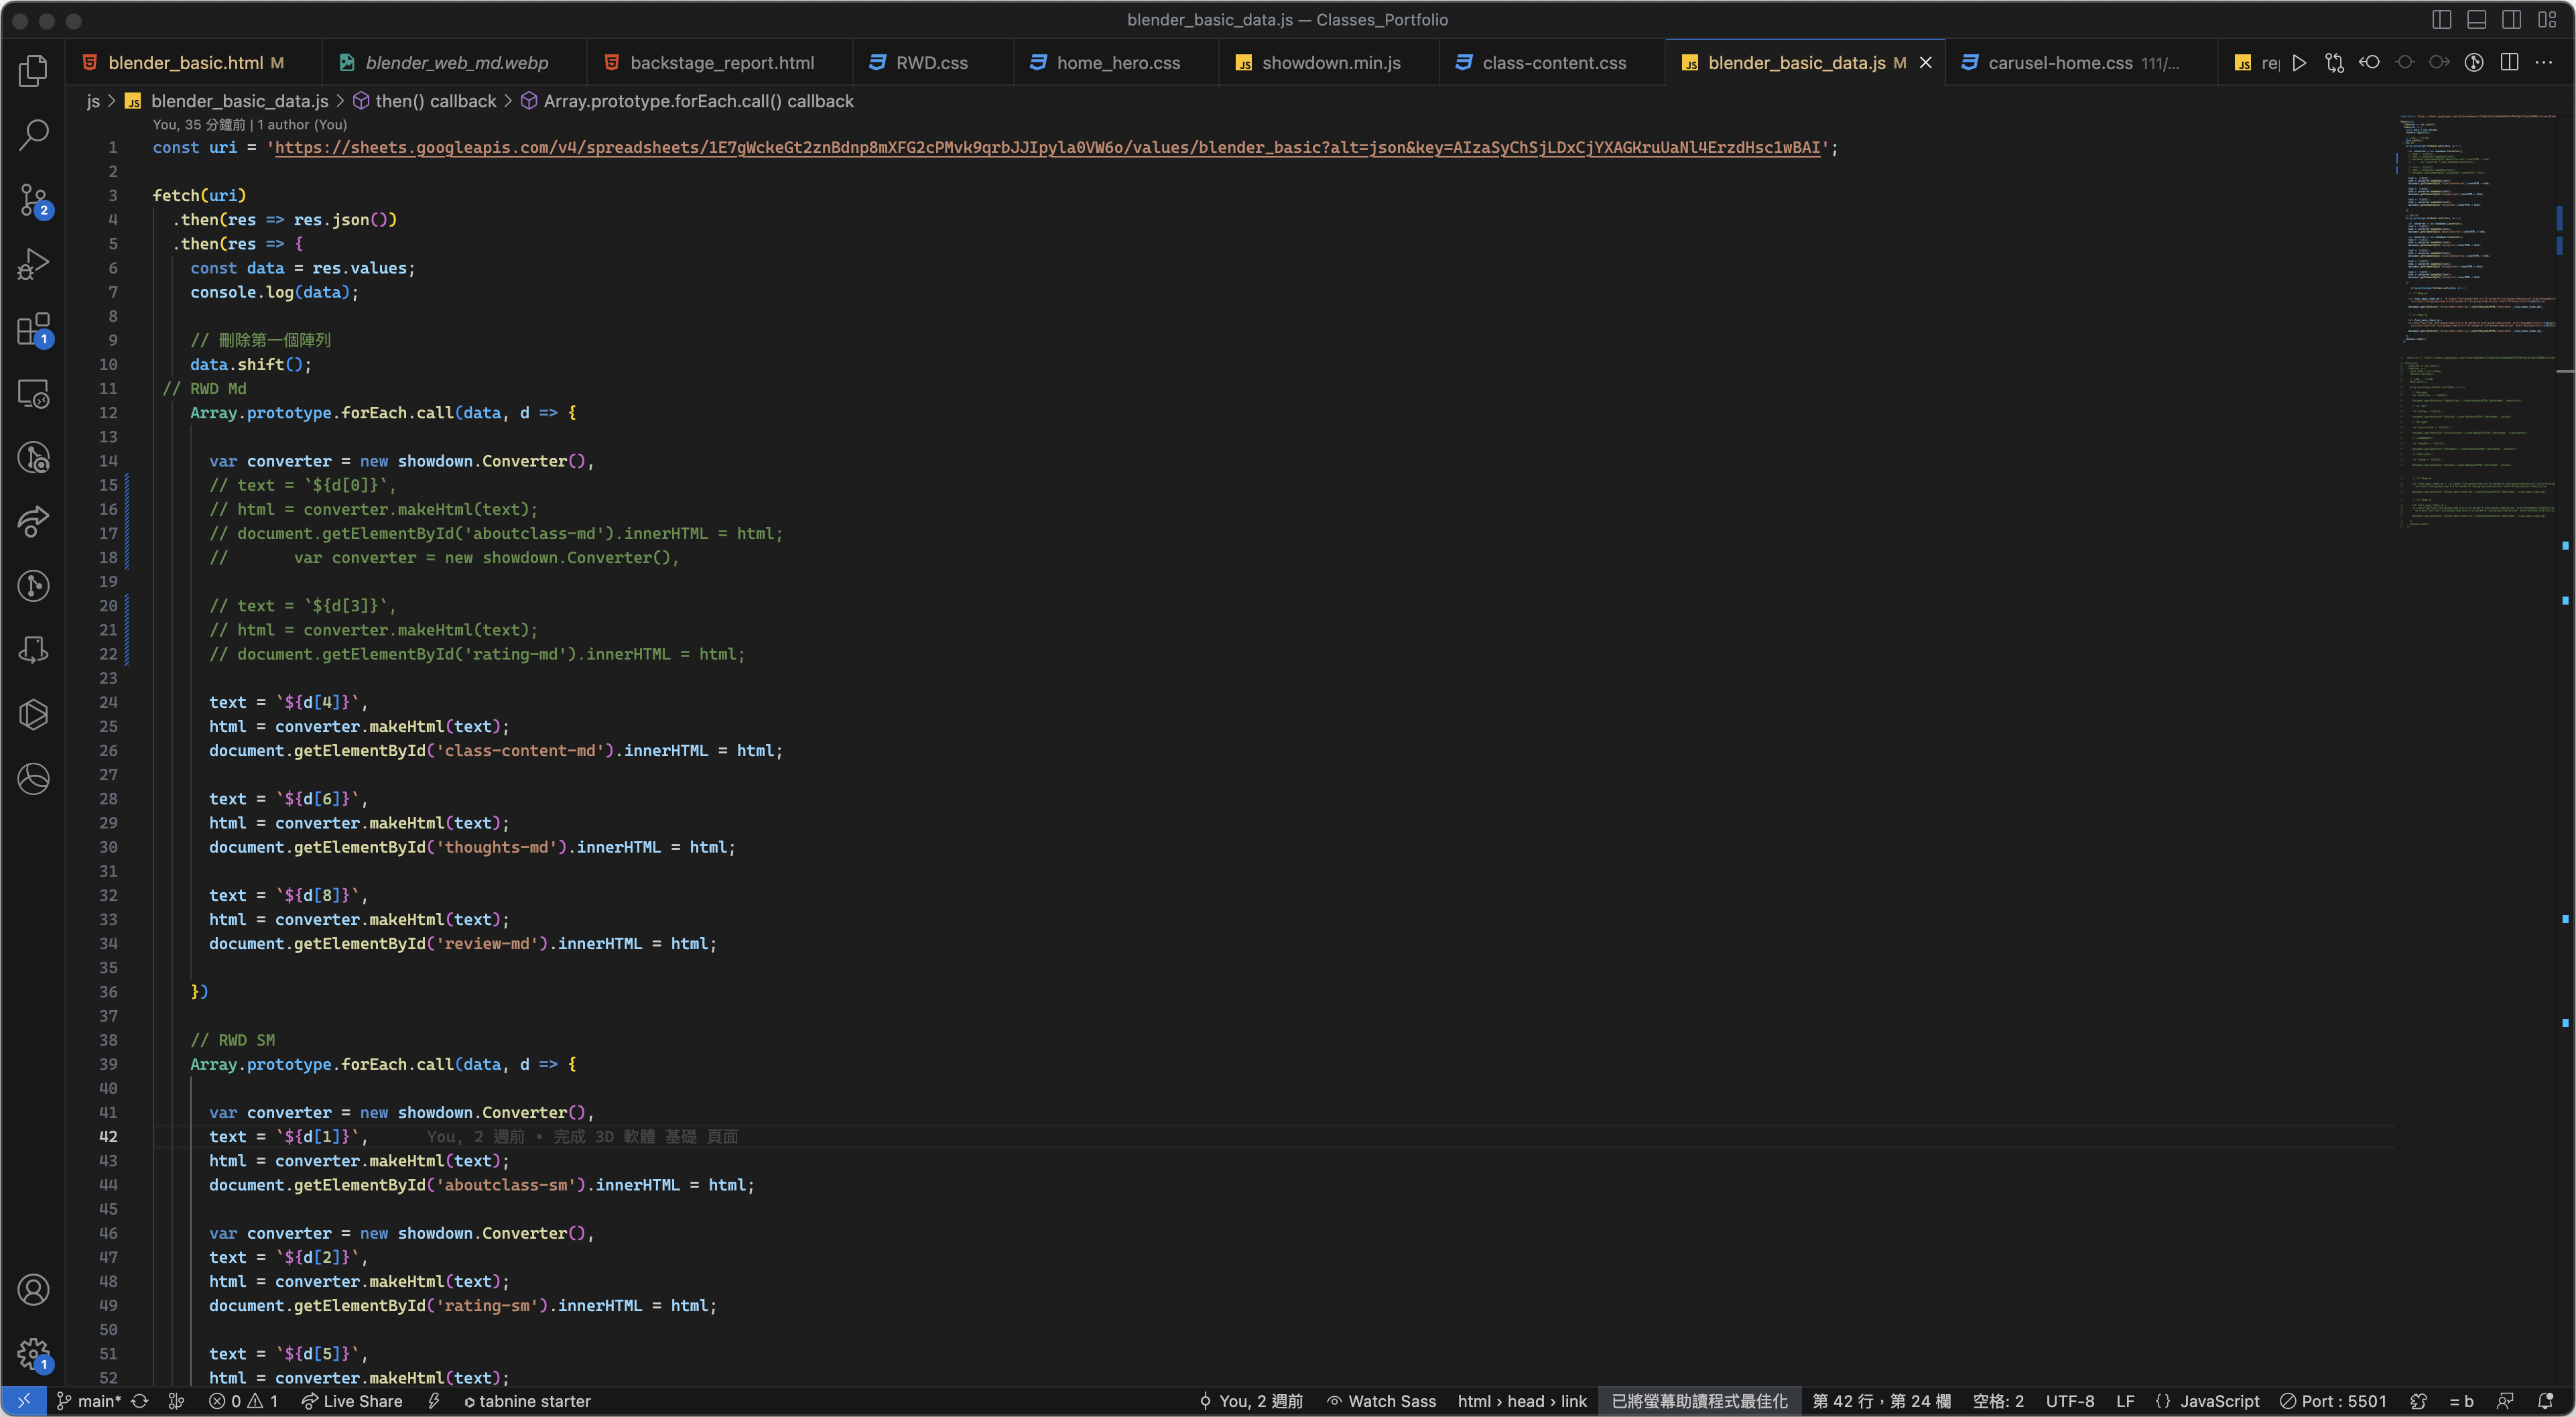 blender_basic_data.js — Classes_Portfolio
blender_basic.html M
blender_web_md.webp
backstage_report.html
RWD.css
home_hero.css
showdown.min.js
class-content.css
blender_basic_data.js M
carusel-home.css 111/...
js > blender_basic_data.js > then() callback > Array.prototype.forEach.call() callback
You, 35 分鐘前 | 1 author (You)
1 const uri = 'https://sheets.googleapis.com/v4/spreadsheets/1E7gWckeGt2znBdnp8mXFG2cPMvk9qrbJJIpyla0VW6o/values/blender_basic?alt=json&key=AIzaSyChSjLDxCjYXAGKruUaNl4ErzdHsc1wBAI';
2
3 fetch(uri)
4 .then(res => res.json())
5 .then(res => {
6 const data = res.values;
7 console.log(data);
8
9 // 刪除第一個陣列
10 data.shift();
11 // RWD Md
12 Array.prototype.forEach.call(data, d => {
13
14 var converter = new showdown.Converter(),
15 // text = `${d[0]}`,
16 // html = converter.makeHtml(text);
17 // document.getElementById('aboutclass-md').innerHTML = html;
18 // var converter = new showdown.Converter(),
19
20 // text = `${d[3]}`,
21 // html = converter.makeHtml(text);
22 // document.getElementById('rating-md').innerHTML = html;
23
24 text = `${d[4]}`,
25 html = converter.makeHtml(text);
26 document.getElementById('class-content-md').innerHTML = html;
27
28 text = `${d[6]}`,
29 html = converter.makeHtml(text);
30 document.getElementById('thoughts-md').innerHTML = html;
31
32 text = `${d[8]}`,
33 html = converter.makeHtml(text);
34 document.getElementById('review-md').innerHTML = html;
35
36 })
37
38 // RWD SM
39 Array.prototype.forEach.call(data, d => {
40
41 var converter = new showdown.Converter(),
42 text = `${d[1]}`, You, 2 週前 • 完成 3D 軟體 基礎 頁面
43 html = converter.makeHtml(text);
44 document.getElementById('aboutclass-sm').innerHTML = html;
45
46 var converter = new showdown.Converter(),
47 text = `${d[2]}`,
48 html = converter.makeHtml(text);
49 document.getElementById('rating-sm').innerHTML = html;
50
51 text = `${d[5]}`,
52 html = converter.makeHtml(text);
2
1
1
main* 0 1 Live Share tabnine starter You, 2 週前 Watch Sass html › head › link 已將螢幕助讀程式最佳化 第 42 行，第 24 欄 空格: 2 UTF-8 LF {} JavaScript Port : 5501 = b